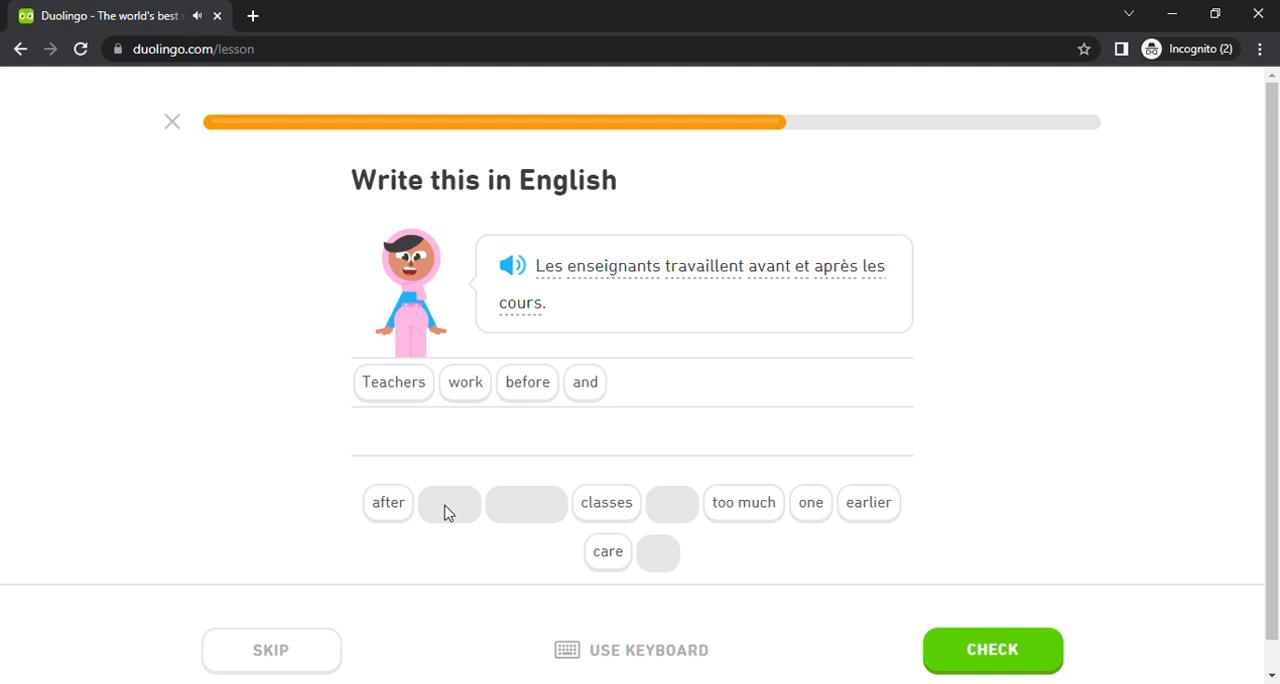 Duolingo - The world's best
duolingo.com/lesson
Incognito (2)
Write this in English
Les enseignants travaillent avant et après les
cours.
Teachers work before and
after classes too much one earlier
care
SKIP USE KEYBOARD CHECK